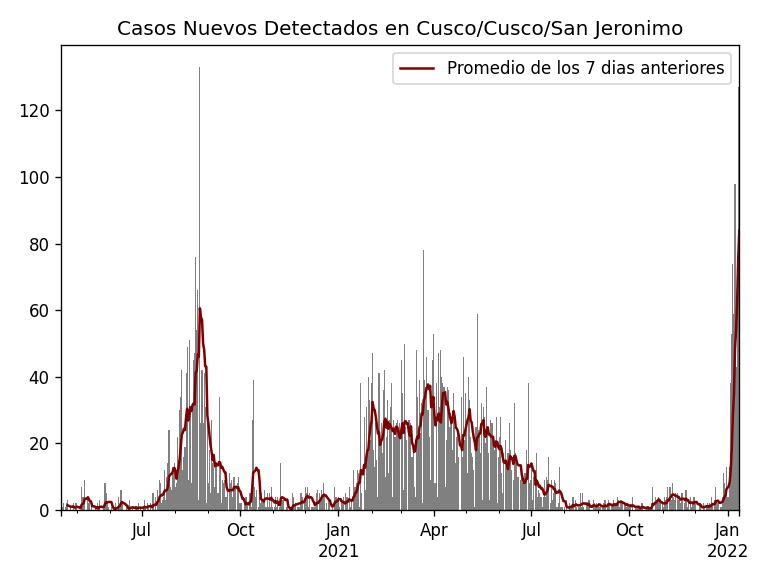 Casos Nuevos Detectados en Cusco/Cusco/San Jeronimo
Promedio de los 7 dias anteriores
120
100
80
60
40
20
0
Jul Oct Jan Apr Jul Oct Jan
2021 2022